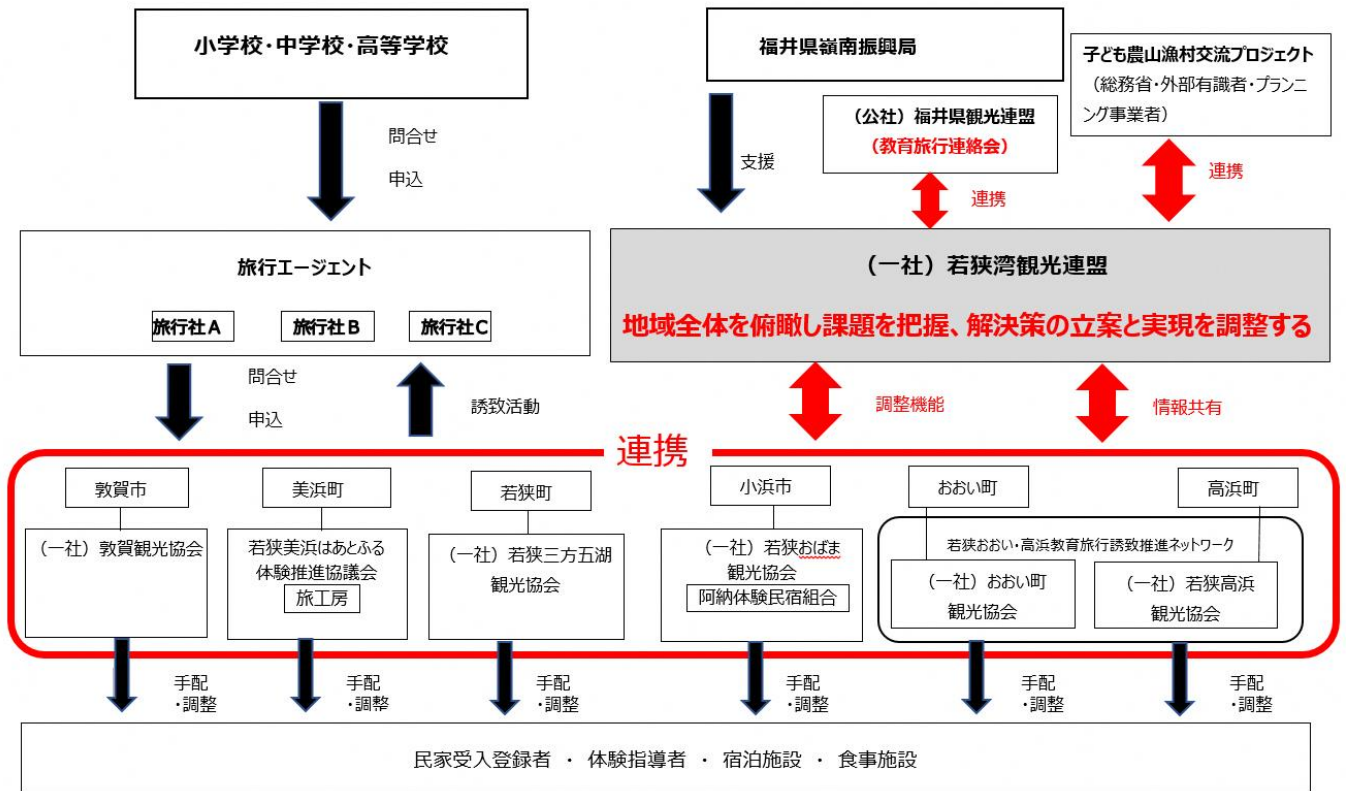 小学校・中学校・高等学校
福井県嶺南振興局
子ども農山漁村交流プロジェクト
（総務省・外部有識者・プランニ
ング事業者）
（公社）福井県観光連盟
（教育旅行連絡会）
問合せ
申込
支援
連携
連携
旅行エージェント
旅行社A
旅行社B
旅行社C
（一社）若狭湾観光連盟
地域全体を俯瞰し課題を把握、解決策の立案と実現を調整する
問合せ
申込
誘致活動
調整機能
情報共有
連携
敦賀市
美浜町
若狭町
小浜市
おおい町
高浜町
（一社）敦賀観光協会
若狭美浜はあとふる
体験推進協議会
旅工房
（一社）若狭三方五湖
観光協会
（一社）若狭おばま
観光協会
阿納体験民宿組合
若狭おおい・高浜教育旅行誘致推進ネットワーク
（一社）おおい町
観光協会
（一社）若狭高浜
観光協会
手配
・調整
手配
・調整
手配
・調整
手配
・調整
手配
・調整
手配
・調整
民家受入登録者 ・ 体験指導者 ・ 宿泊施設 ・ 食事施設